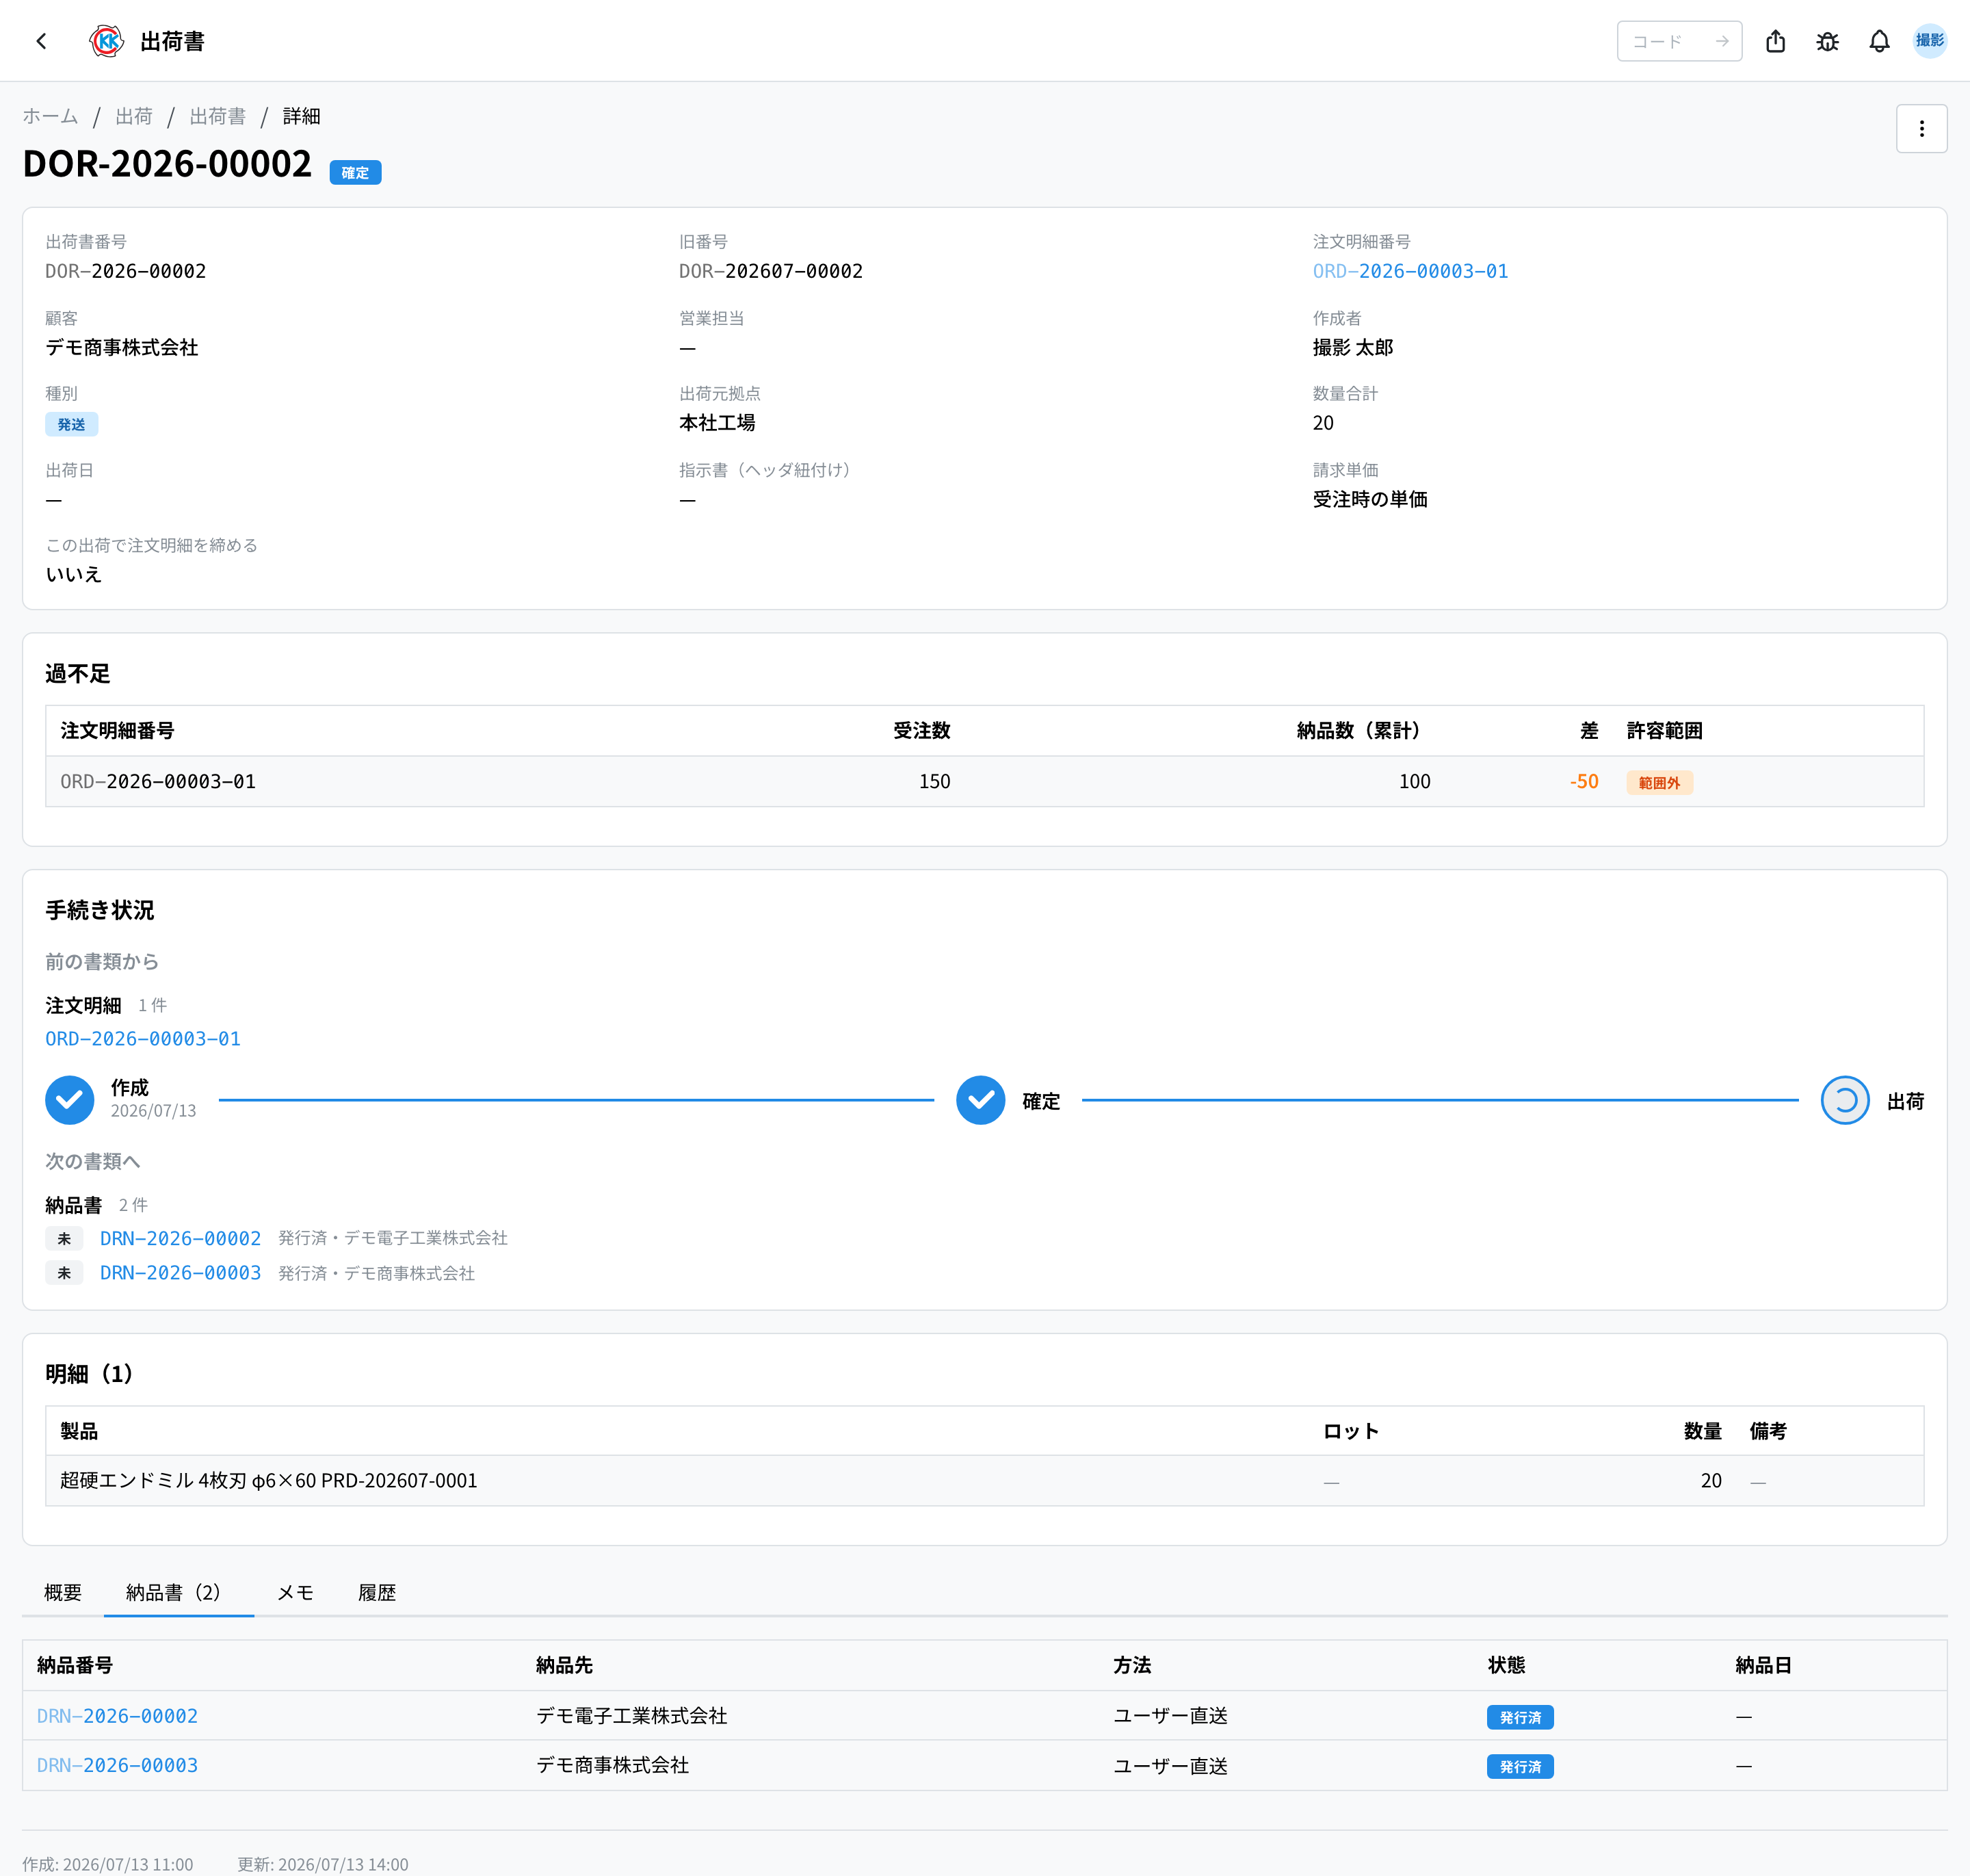 KK 出荷書 コード 撮影
ホーム / 出荷 / 出荷書 / 詳細
DOR-2026-00002 確定
出荷書番号 旧番号 注文明細番号
DOR-2026-00002 DOR-202607-00002 ORD-2026-00003-01
顧客 営業担当 作成者
デモ商事株式会社 — 撮影 太郎
種別 出荷元拠点 数量合計
発送 本社工場 20
出荷日 指示書（ヘッダ紐付け） 請求単価
— — 受注時の単価
この出荷で注文明細を締める
いいえ
過不足
注文明細番号 受注数 納品数（累計） 差 許容範囲
ORD-2026-00003-01 150 100 -50 範囲外
手続き状況
前の書類から
注文明細 1 件
ORD-2026-00003-01
作成 確定 出荷
2026/07/13
次の書類へ
納品書 2 件
未 DRN-2026-00002 発行済・デモ電子工業株式会社
未 DRN-2026-00003 発行済・デモ商事株式会社
明細（1）
製品 ロット 数量 備考
超硬エンドミル 4枚刃 φ6×60 PRD-202607-0001 — 20 —
概要 納品書（2） メモ 履歴
納品番号 納品先 方法 状態 納品日
DRN-2026-00002 デモ電子工業株式会社 ユーザー直送 発行済 —
DRN-2026-00003 デモ商事株式会社 ユーザー直送 発行済 —
作成: 2026/07/13 11:00 更新: 2026/07/13 14:00